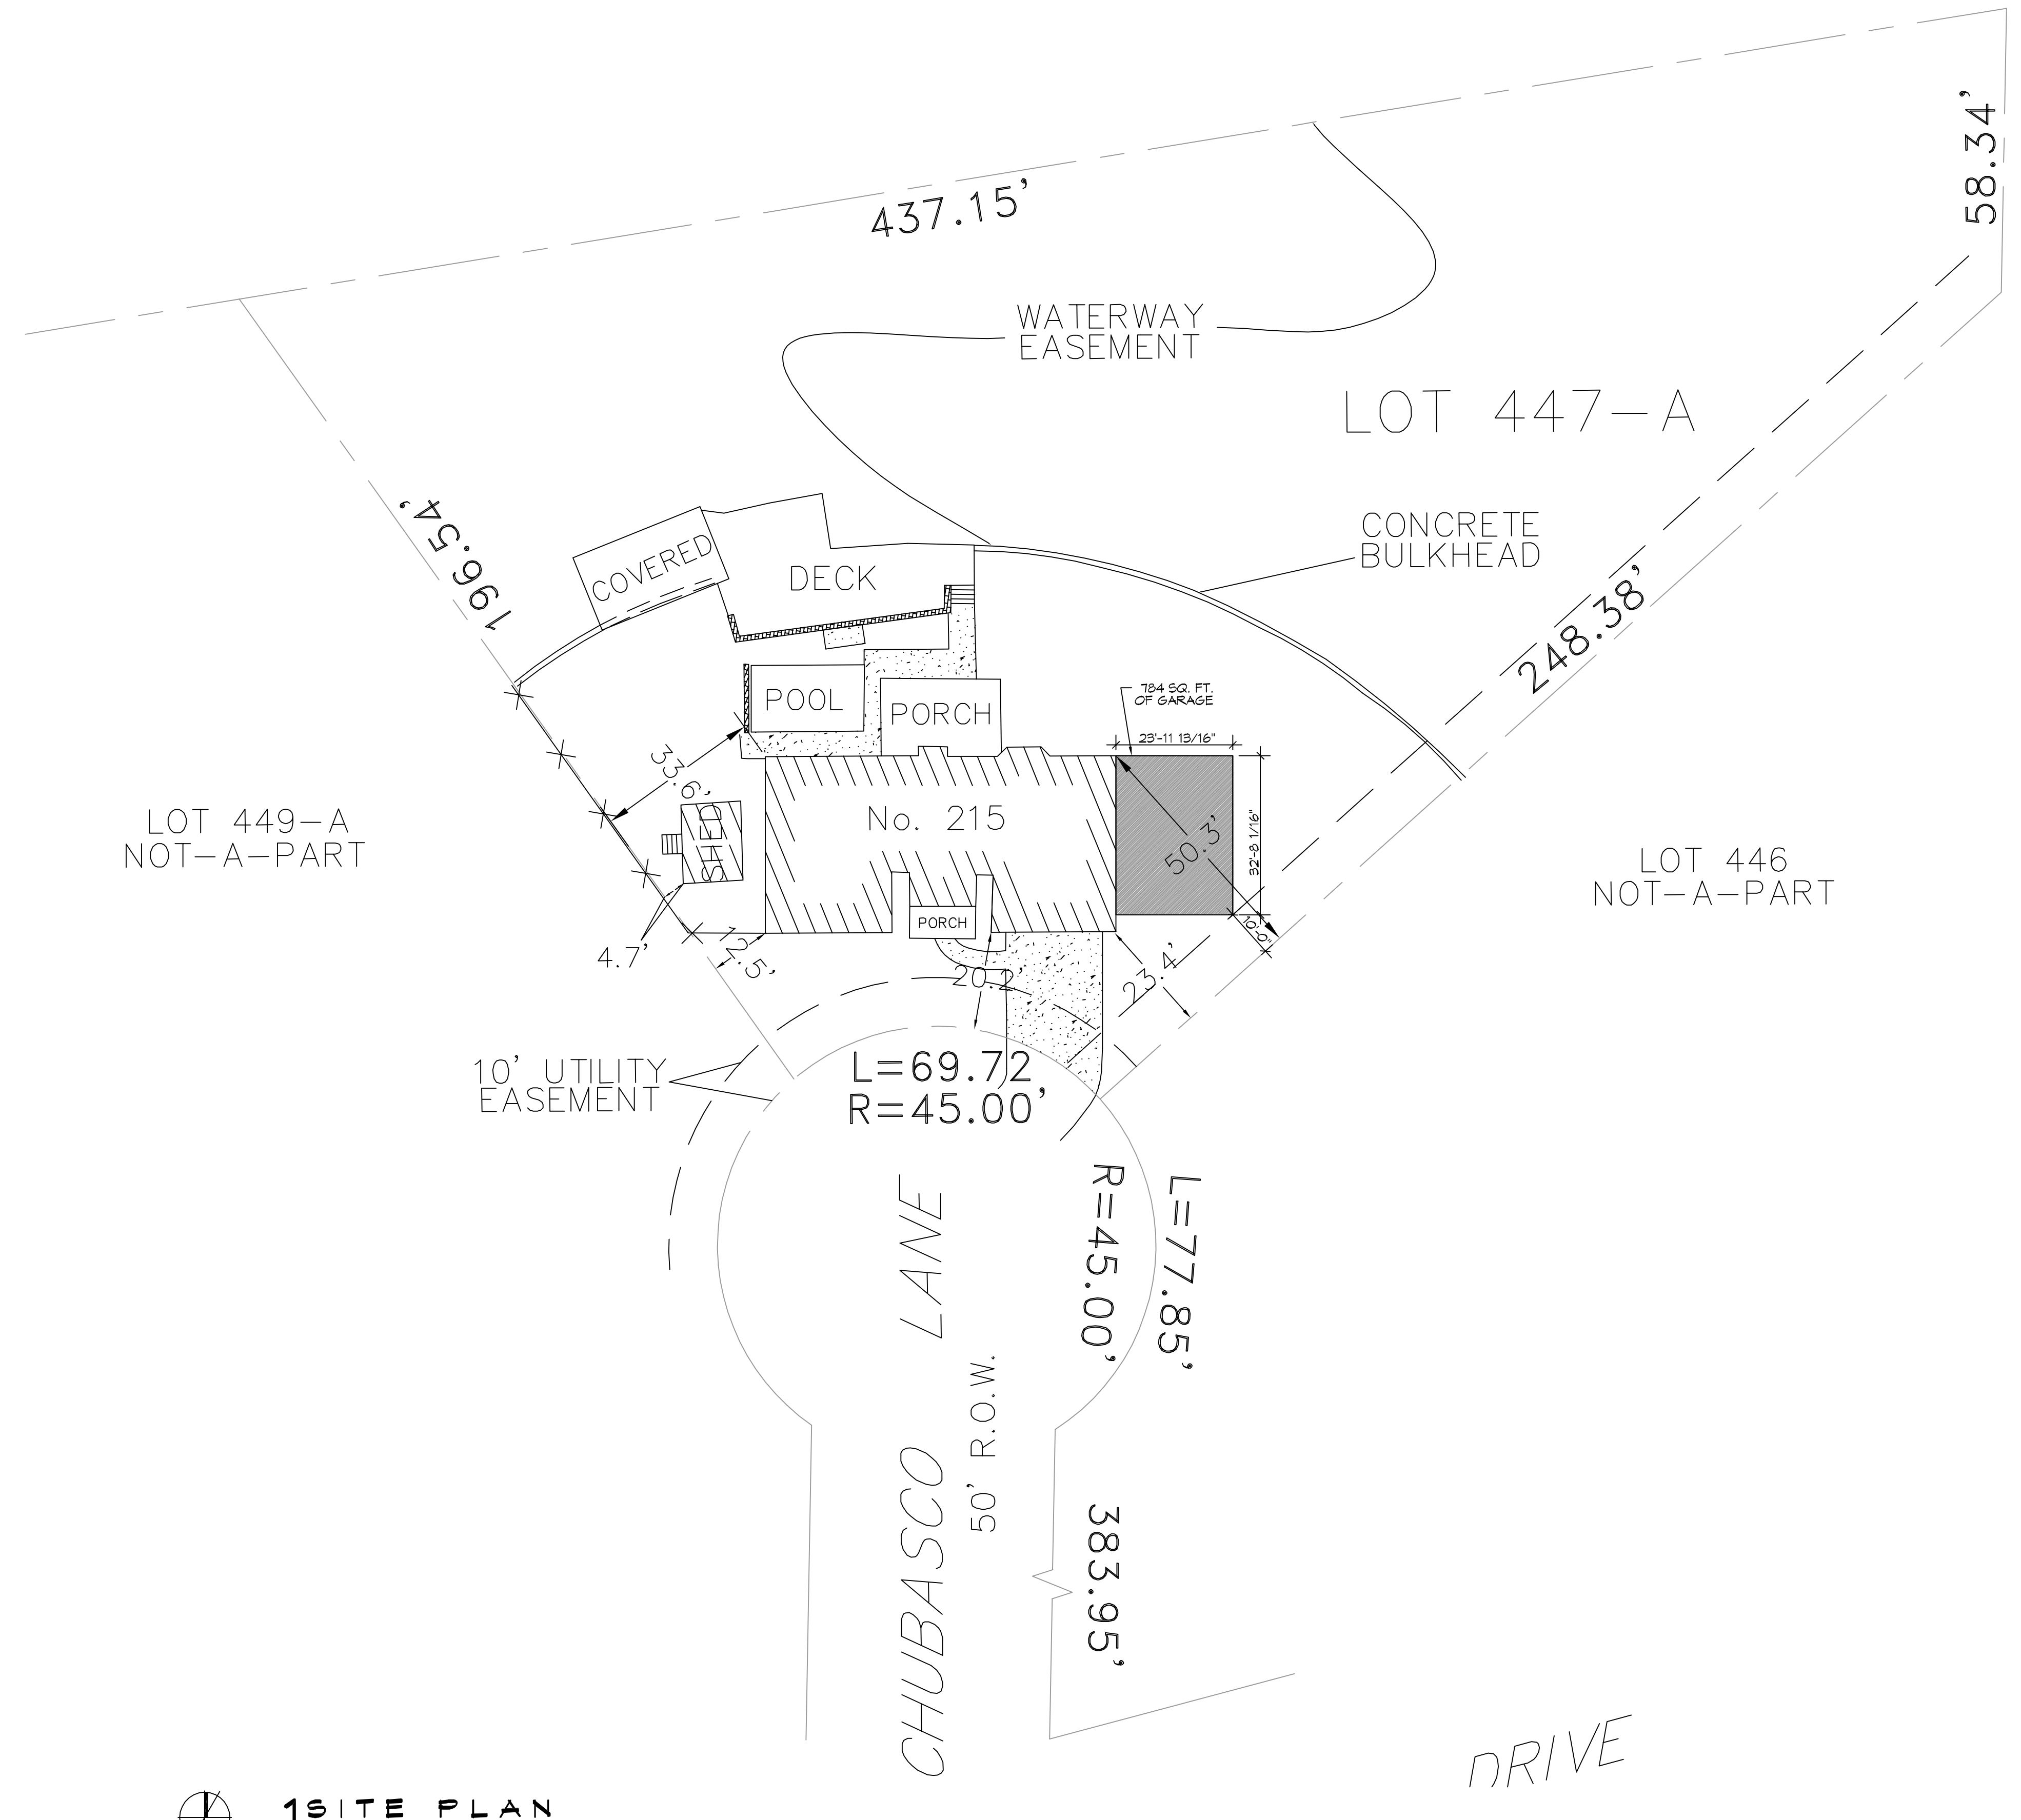 58.34'
437.15'
WATERWAY
EASEMENT
LOT 447-A
196.54'
CONCRETE
BULKHEAD
COVERED
DECK
248.38'
POOL
PORCH
784 SQ. FT.
OF GARAGE
23'-11 13/16"
33.6'
SHED
No. 215
50.3'
32'-8 1/16"
LOT 449-A
NOT-A-PART
LOT 446
NOT-A-PART
PORCH
4.7'
12.5'
20.2'
23.4'
10'-0"
10' UTILITY
EASEMENT
L=69.72'
R=45.00'
L=77.85'
R=45.00'
CHUBASCO LANE
50' R.O.W.
383.95'
DRIVE
1SITE PLAN